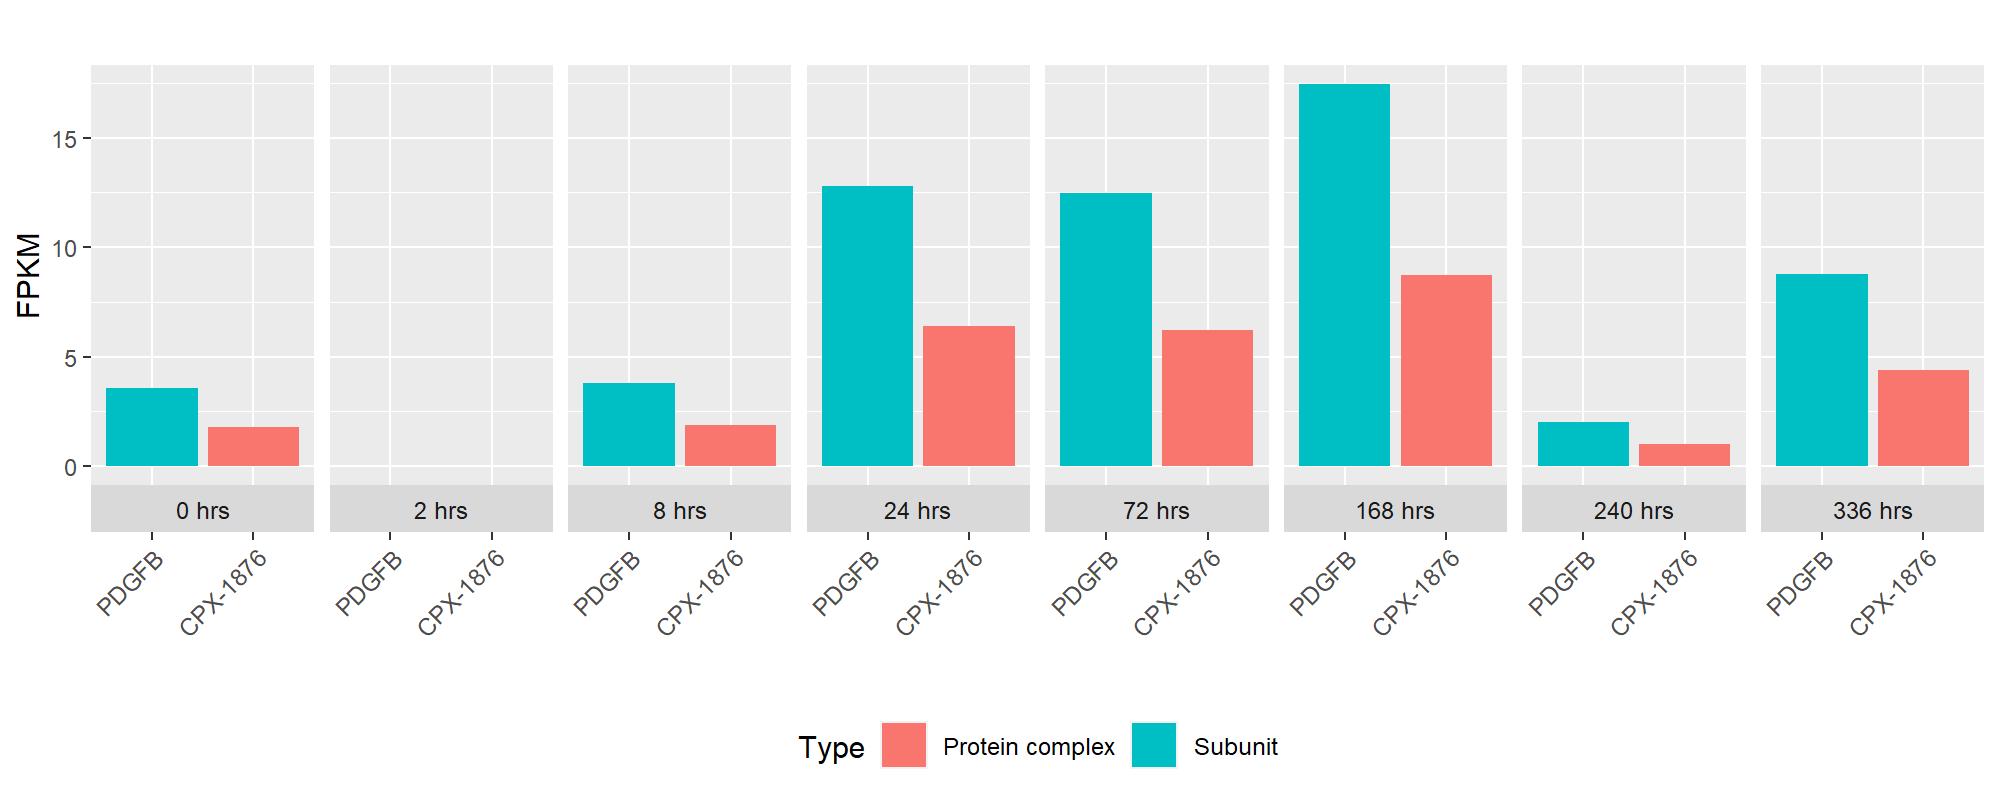 FPKM
15
10
5
0
0 hrs
2 hrs
8 hrs
24 hrs
72 hrs
168 hrs
240 hrs
336 hrs
PDGFB
CPX-1876
PDGFB
CPX-1876
PDGFB
CPX-1876
PDGFB
CPX-1876
PDGFB
CPX-1876
PDGFB
CPX-1876
PDGFB
CPX-1876
PDGFB
CPX-1876
Type Protein complex Subunit